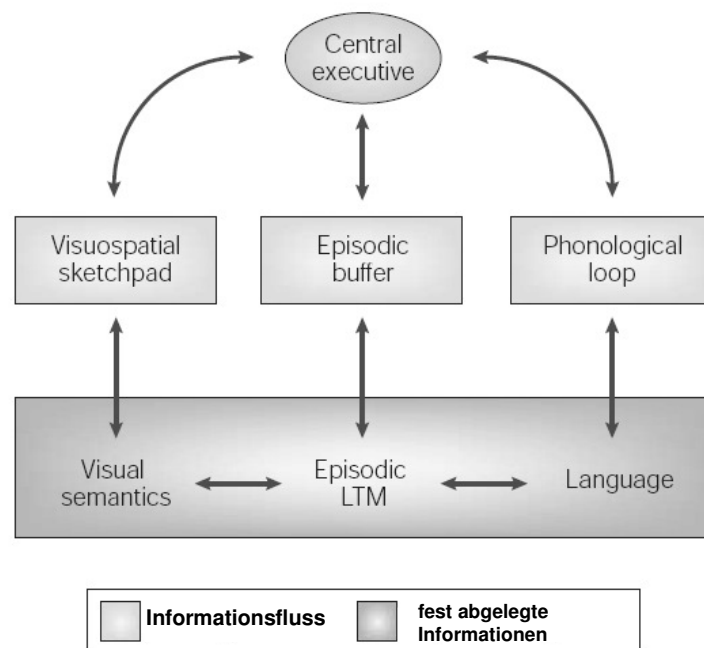 Central
executive
Visuospatial
sketchpad
Episodic
buffer
Phonological
loop
Visual
semantics
Episodic
LTM
Language
Informationsfluss
fest abgelegte
Informationen